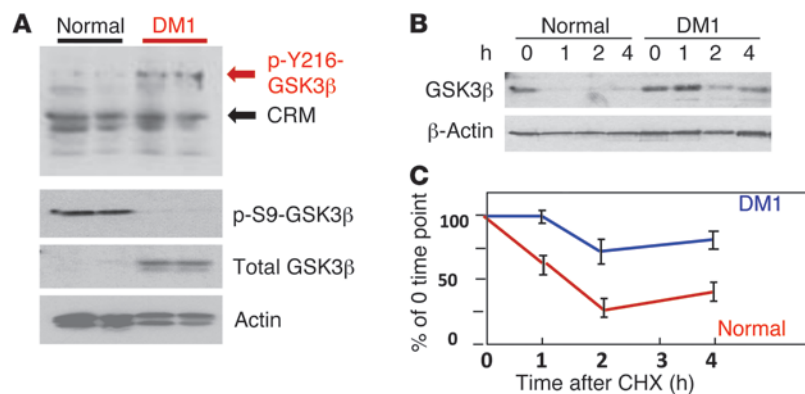 A
Normal DM1
p-Y216-
GSK3β
CRM
p-S9-GSK3β
Total GSK3β
Actin
B
Normal DM1
h 0 1 2 4 0 1 2 4
GSK3β
β-Actin
C
% of 0 time point
100
50
0
DM1
Normal
0 1 2 3 4
Time after CHX (h)